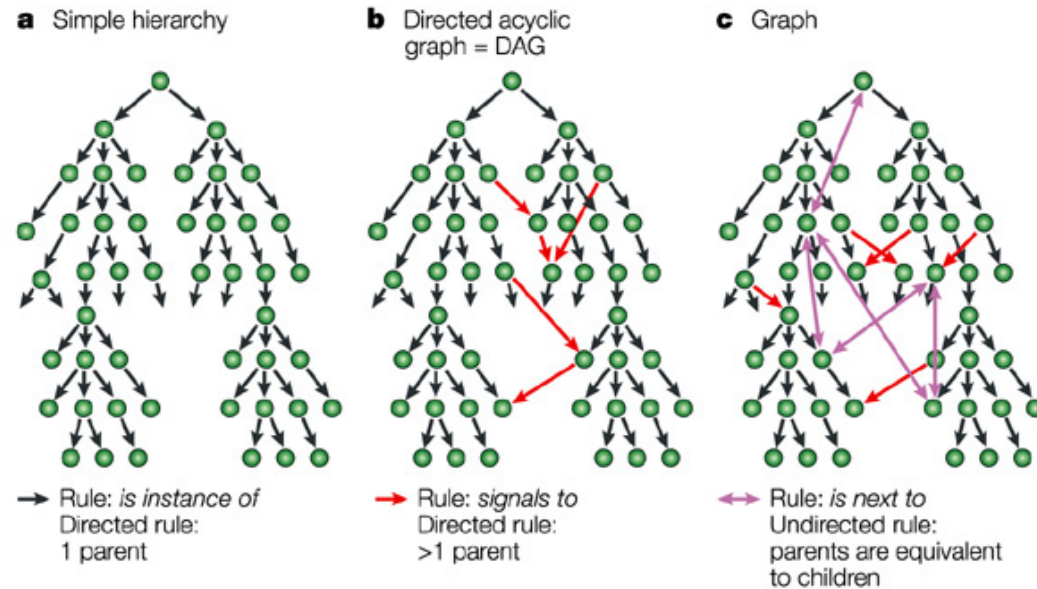 a Simple hierarchy
b Directed acyclic
graph = DAG
c Graph
Rule: is instance of
Directed rule:
1 parent
Rule: signals to
Directed rule:
>1 parent
Rule: is next to
Undirected rule:
parents are equivalent
to children